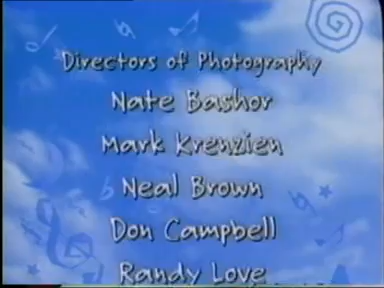 Directors of Photography
Nate Bashor
Mark Krenzien
Neal Brown
Don Campbell
Randy Love